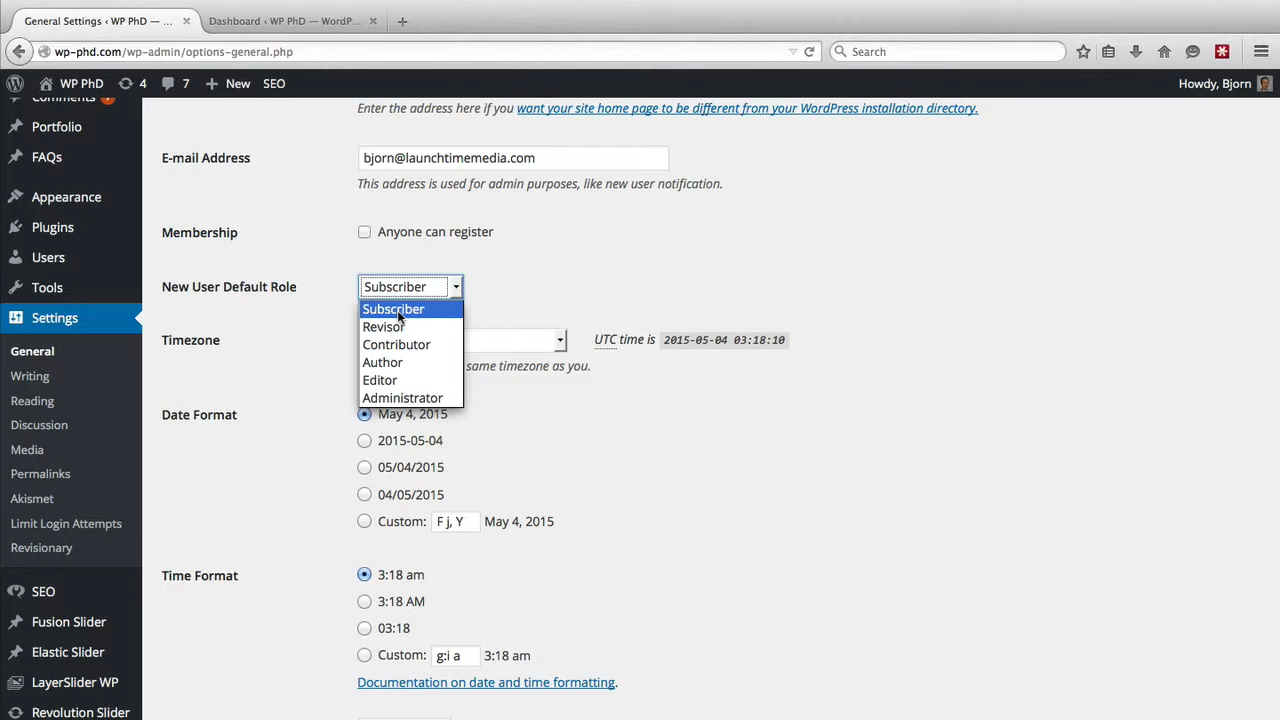 General Settings ‹ WP PhD — ...
Dashboard ‹ WP PhD — WordP...
wp-phd.com/wp-admin/options-general.php
Search
WP PhD
4
7
New
SEO
Howdy, Bjorn
Comments
Portfolio
FAQs
Appearance
Plugins
Users
Tools
Settings
General
Writing
Reading
Discussion
Media
Permalinks
Akismet
Limit Login Attempts
Revisionary
SEO
Fusion Slider
Elastic Slider
LayerSlider WP
Revolution Slider
Enter the address here if you want your site home page to be different from your WordPress installation directory.
E-mail Address
bjorn@launchtimemedia.com
This address is used for admin purposes, like new user notification.
Membership
Anyone can register
New User Default Role
Subscriber
Subscriber
Revisor
Contributor
Author
Editor
Administrator
Timezone
UTC time is 2015-05-04 03:18:10
same timezone as you.
Date Format
May 4, 2015
2015-05-04
05/04/2015
04/05/2015
Custom: F j, Y May 4, 2015
Time Format
3:18 am
3:18 AM
03:18
Custom: g:i a 3:18 am
Documentation on date and time formatting.